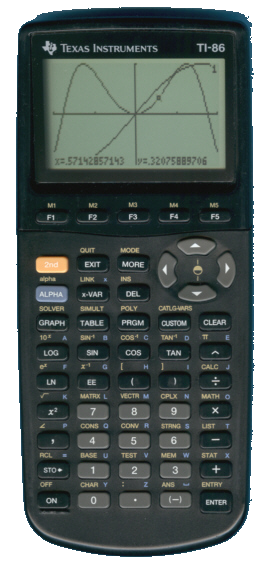 TEXAS INSTRUMENTS TI-86
1
x=.57142857143 y=.32075889706
M1 M2 M3 M4 M5
F1 F2 F3 F4 F5
QUIT MODE
2nd EXIT MORE
alpha LINK x INS
ALPHA x-VAR DEL
SOLVER SIMULT POLY CATLG-VARS
GRAPH TABLE PRGM CUSTOM CLEAR
10ˣ A SIN⁻¹ B COS⁻¹ C TAN⁻¹ D π E
LOG SIN COS TAN ^
eˣ F x⁻¹ G [ H ] I CALC J
LN EE ( ) ÷
√ K MATRX L VECTR M CPLX N MATH O
x² 7 8 9 ×
∠ P CONS Q CONV R STRNG S LIST T
, 4 5 6 −
RCL = BASE U TEST V MEM W STAT X
STO▸ 1 2 3 +
OFF CHAR Y : Z ANS ENTRY
ON 0 . (−) ENTER